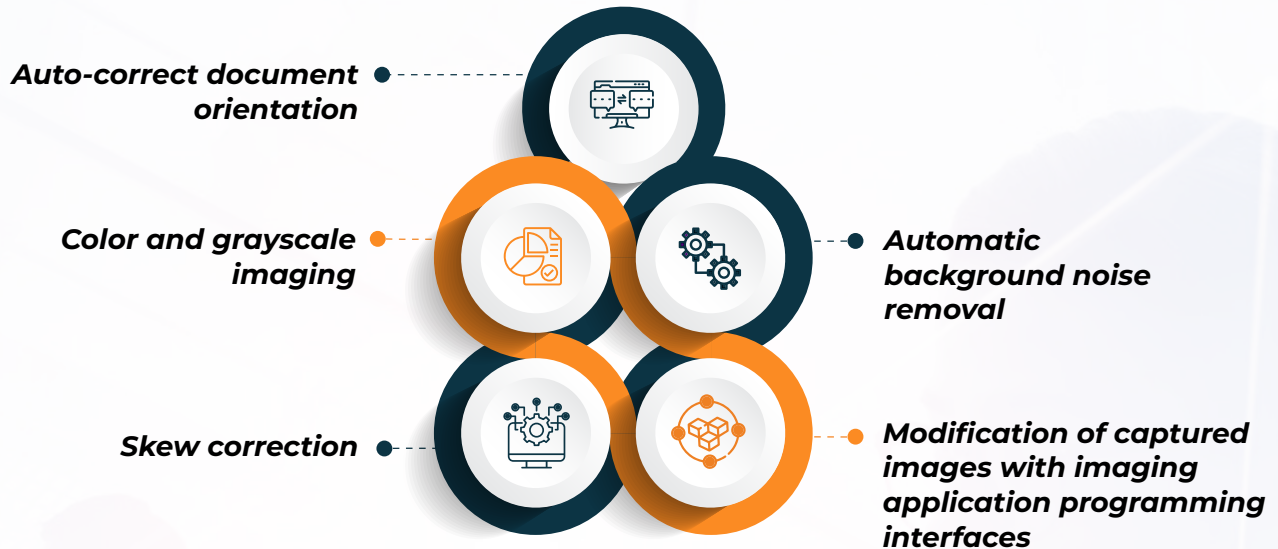 Auto-correct document
orientation
Color and grayscale
imaging
Automatic
background noise
removal
Skew correction
Modification of captured
images with imaging
application programming
interfaces